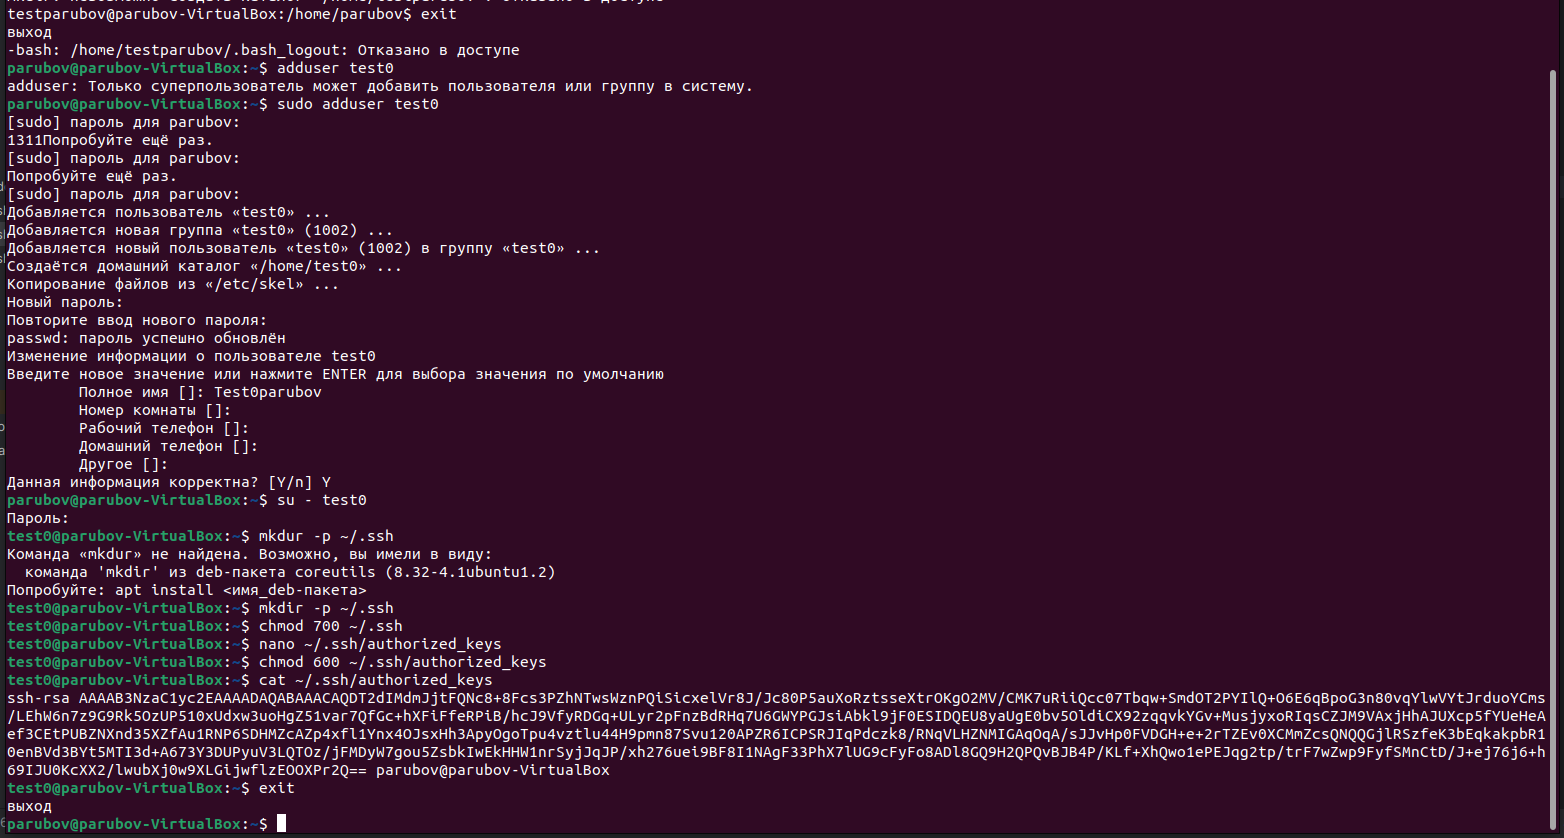 testparubov@parubov-VirtualBox:/home/parubov$ exit
выход
-bash: /home/testparubov/.bash_logout: Отказано в доступе
parubov@parubov-VirtualBox:~$ adduser test0
adduser: Только суперпользователь может добавить пользователя или группу в систему.
parubov@parubov-VirtualBox:~$ sudo adduser test0
[sudo] пароль для parubov:
1311Попробуйте ещё раз.
[sudo] пароль для parubov:
Попробуйте ещё раз.
[sudo] пароль для parubov:
Добавляется пользователь «test0» ...
Добавляется новая группа «test0» (1002) ...
Добавляется новый пользователь «test0» (1002) в группу «test0» ...
Создаётся домашний каталог «/home/test0» ...
Копирование файлов из «/etc/skel» ...
Новый пароль:
Повторите ввод нового пароля:
passwd: пароль успешно обновлён
Изменение информации о пользователе test0
Введите новое значение или нажмите ENTER для выбора значения по умолчанию
Полное имя []: Test0parubov
Номер комнаты []:
Рабочий телефон []:
Домашний телефон []:
Другое []:
Данная информация корректна? [Y/n] Y
parubov@parubov-VirtualBox:~$ su - test0
Пароль:
test0@parubov-VirtualBox:~$ mkdur -p ~/.ssh
Команда «mkdur» не найдена. Возможно, вы имели в виду:
команда 'mkdir' из deb-пакета coreutils (8.32-4.1ubuntu1.2)
Попробуйте: apt install <имя_deb-пакета>
test0@parubov-VirtualBox:~$ mkdir -p ~/.ssh
test0@parubov-VirtualBox:~$ chmod 700 ~/.ssh
test0@parubov-VirtualBox:~$ nano ~/.ssh/authorized_keys
test0@parubov-VirtualBox:~$ chmod 600 ~/.ssh/authorized_keys
test0@parubov-VirtualBox:~$ cat ~/.ssh/authorized_keys
ssh-rsa AAAAB3NzaC1yc2EAAAADAQABAAACAQDT2dIMdmJjtFQNc8+8Fcs3PZhNTwsWznPQiSicxelVr8J/Jc80P5auXoRztsseXtrOKgO2MV/CMK7uRiiQcc07Tbqw+SmdOT2PYIlQ+O6E6qBpoG3n80vqYlwVYtJrduoYCms
/LEhW6n7z9G9Rk5OzUP510xUdxw3uoHgZ51var7QfGc+hXFiFfeRPiB/hcJ9VfyRDGq+ULyr2pFnzBdRHq7U6GWYPGJsiAbkl9jF0ESIDQEU8yaUgE0bv5OldiCX92zqqvkYGv+MusjyxoRIqsCZJM9VAxjHhAJUXcp5fYUeHeA
ef3CEtPUBZNXnd35XZfAu1RNP6SDHMZcAZp4xfl1Ynx4OJsxHh3ApyOgoTpu4vztlu44H9pmn87Svu120APZR6ICPSRJIqPdczk8/RNqVLHZNMIGAqOqA/sJJvHp0FVDGH+e+2rTZEv0XCMmZcsQNQQGjlRSzfeK3bEqkakpbR1
0enBVd3BYt5MTI3d+A673Y3DUPyuV3LQTOz/jFMDyW7gou5ZsbkIwEkHHW1nrSyjJqJP/xh276uei9BF8I1NAgF33PhX7lUG9cFyFo8ADl8GQ9H2QPQvBJB4P/KLf+XhQwo1ePEJqg2tp/trF7wZwp9FyfSMnCtD/J+ej76j6+h
69IJU0KcXX2/lwubXj0w9XLGijwflzEOOXPr2Q== parubov@parubov-VirtualBox
test0@parubov-VirtualBox:~$ exit
выход
parubov@parubov-VirtualBox:~$